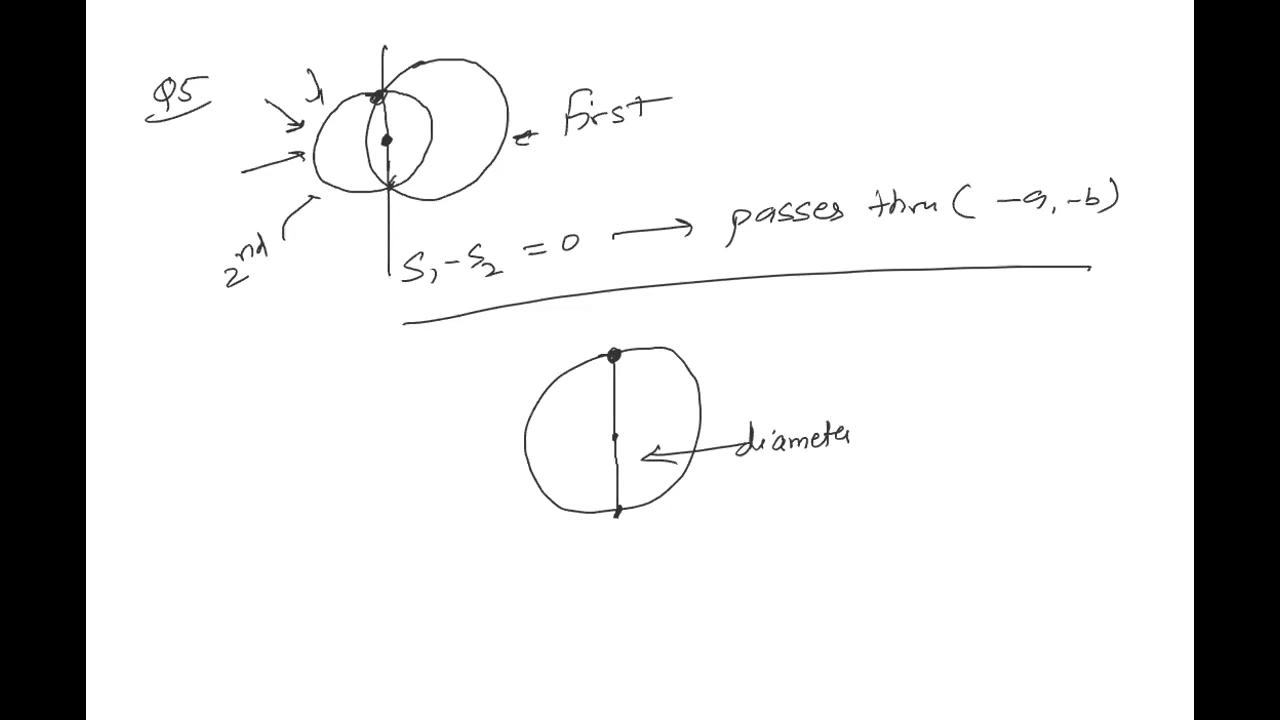 Q5
first
2nd
S₁-S₂ = 0 → passes thru (-a, -b)
diameter